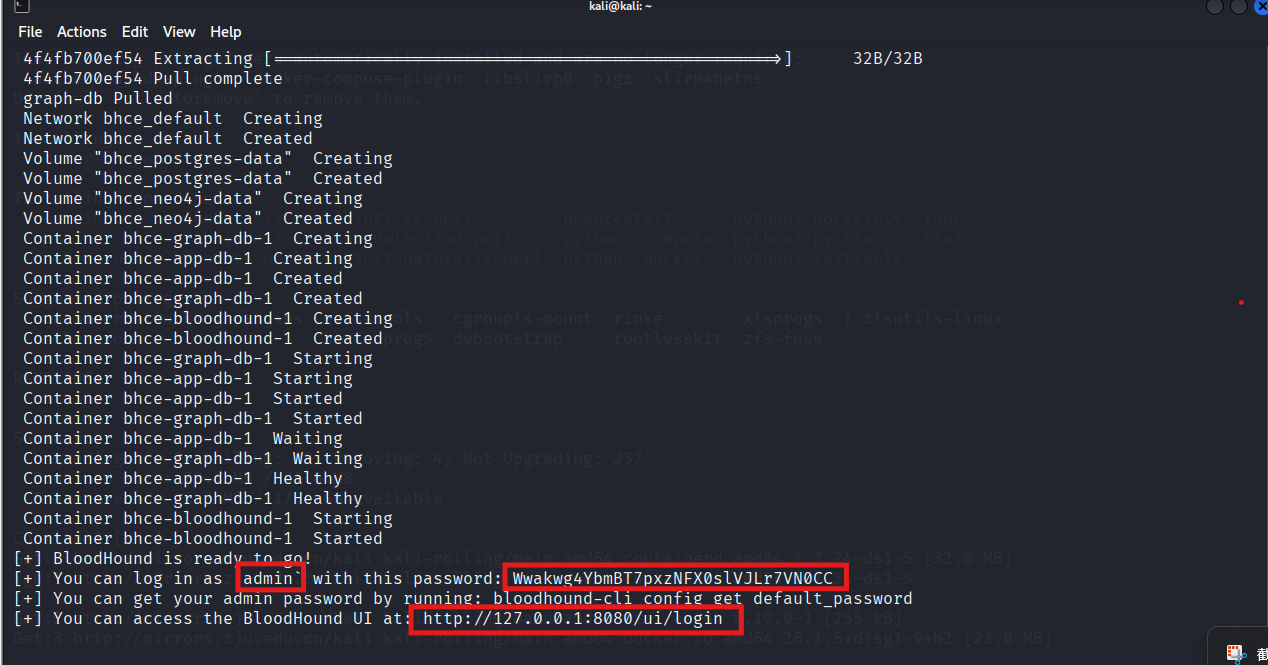 kali@kali: ~
File Actions Edit View Help
4f4fb700ef54 Extracting [==================================================>] 32B/32B
4f4fb700ef54 Pull complete
graph-db Pulled
Network bhce_default Creating
Network bhce_default Created
Volume "bhce_postgres-data" Creating
Volume "bhce_postgres-data" Created
Volume "bhce_neo4j-data" Creating
Volume "bhce_neo4j-data" Created
Container bhce-graph-db-1 Creating
Container bhce-app-db-1 Creating
Container bhce-app-db-1 Created
Container bhce-graph-db-1 Created
Container bhce-bloodhound-1 Creating
Container bhce-bloodhound-1 Created
Container bhce-graph-db-1 Starting
Container bhce-app-db-1 Starting
Container bhce-app-db-1 Started
Container bhce-graph-db-1 Started
Container bhce-app-db-1 Waiting
Container bhce-graph-db-1 Waiting
Container bhce-app-db-1 Healthy
Container bhce-graph-db-1 Healthy
Container bhce-bloodhound-1 Starting
Container bhce-bloodhound-1 Started
[+] BloodHound is ready to go!
[+] You can log in as `admin` with this password: Wwakwg4YbmBT7pxzNFX0slVJLr7VN0CC
[+] You can get your admin password by running: bloodhound-cli config get default_password
[+] You can access the BloodHound UI at: http://127.0.0.1:8080/ui/login
截